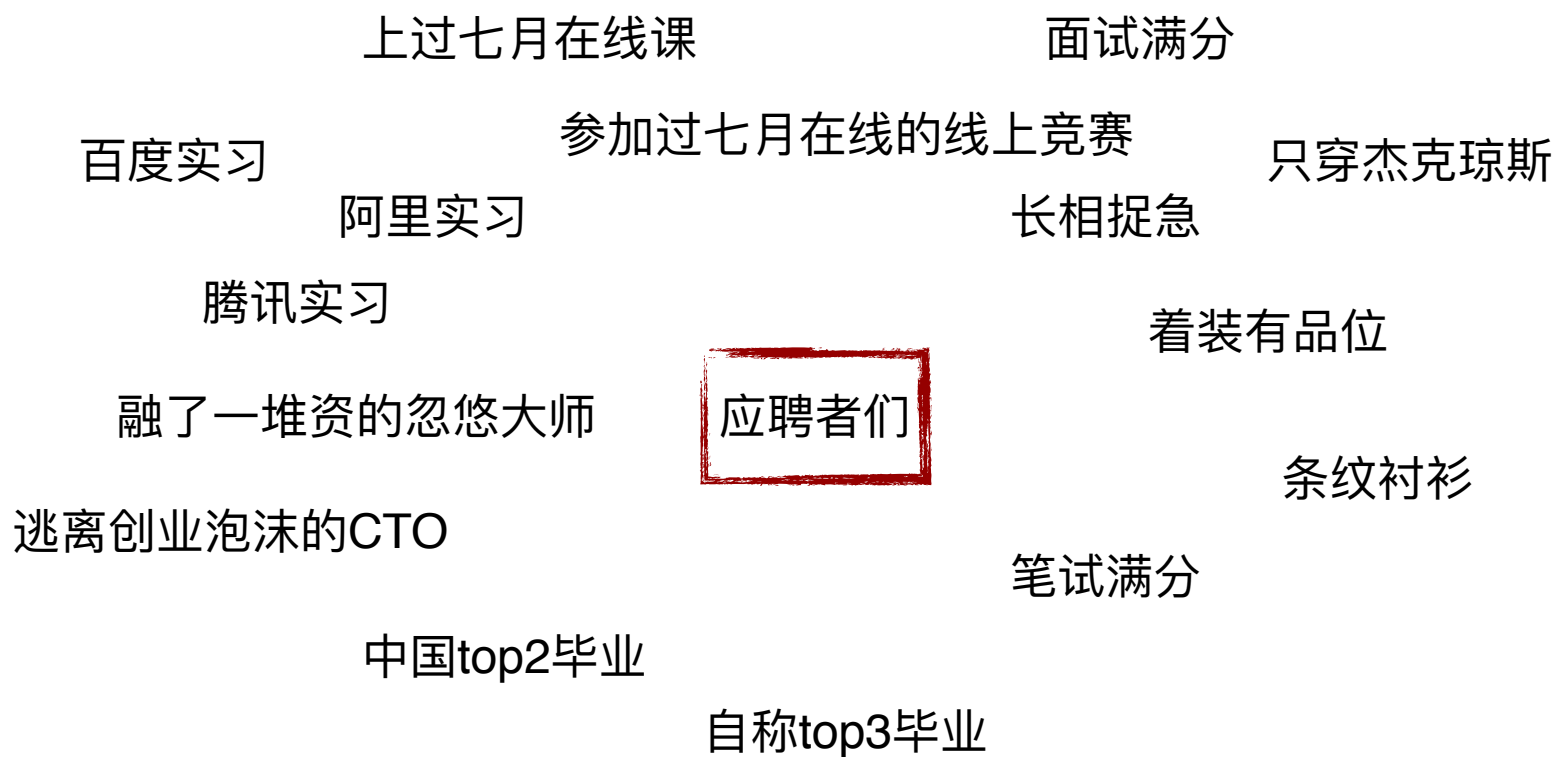 上过七月在线课
面试满分
参加过七月在线的线上竞赛
百度实习
只穿杰克琼斯
阿里实习
长相捉急
腾讯实习
着装有品位
融了一堆资的忽悠大师
应聘者们
条纹衬衫
逃离创业泡沫的CTO
笔试满分
中国top2毕业
自称top3毕业